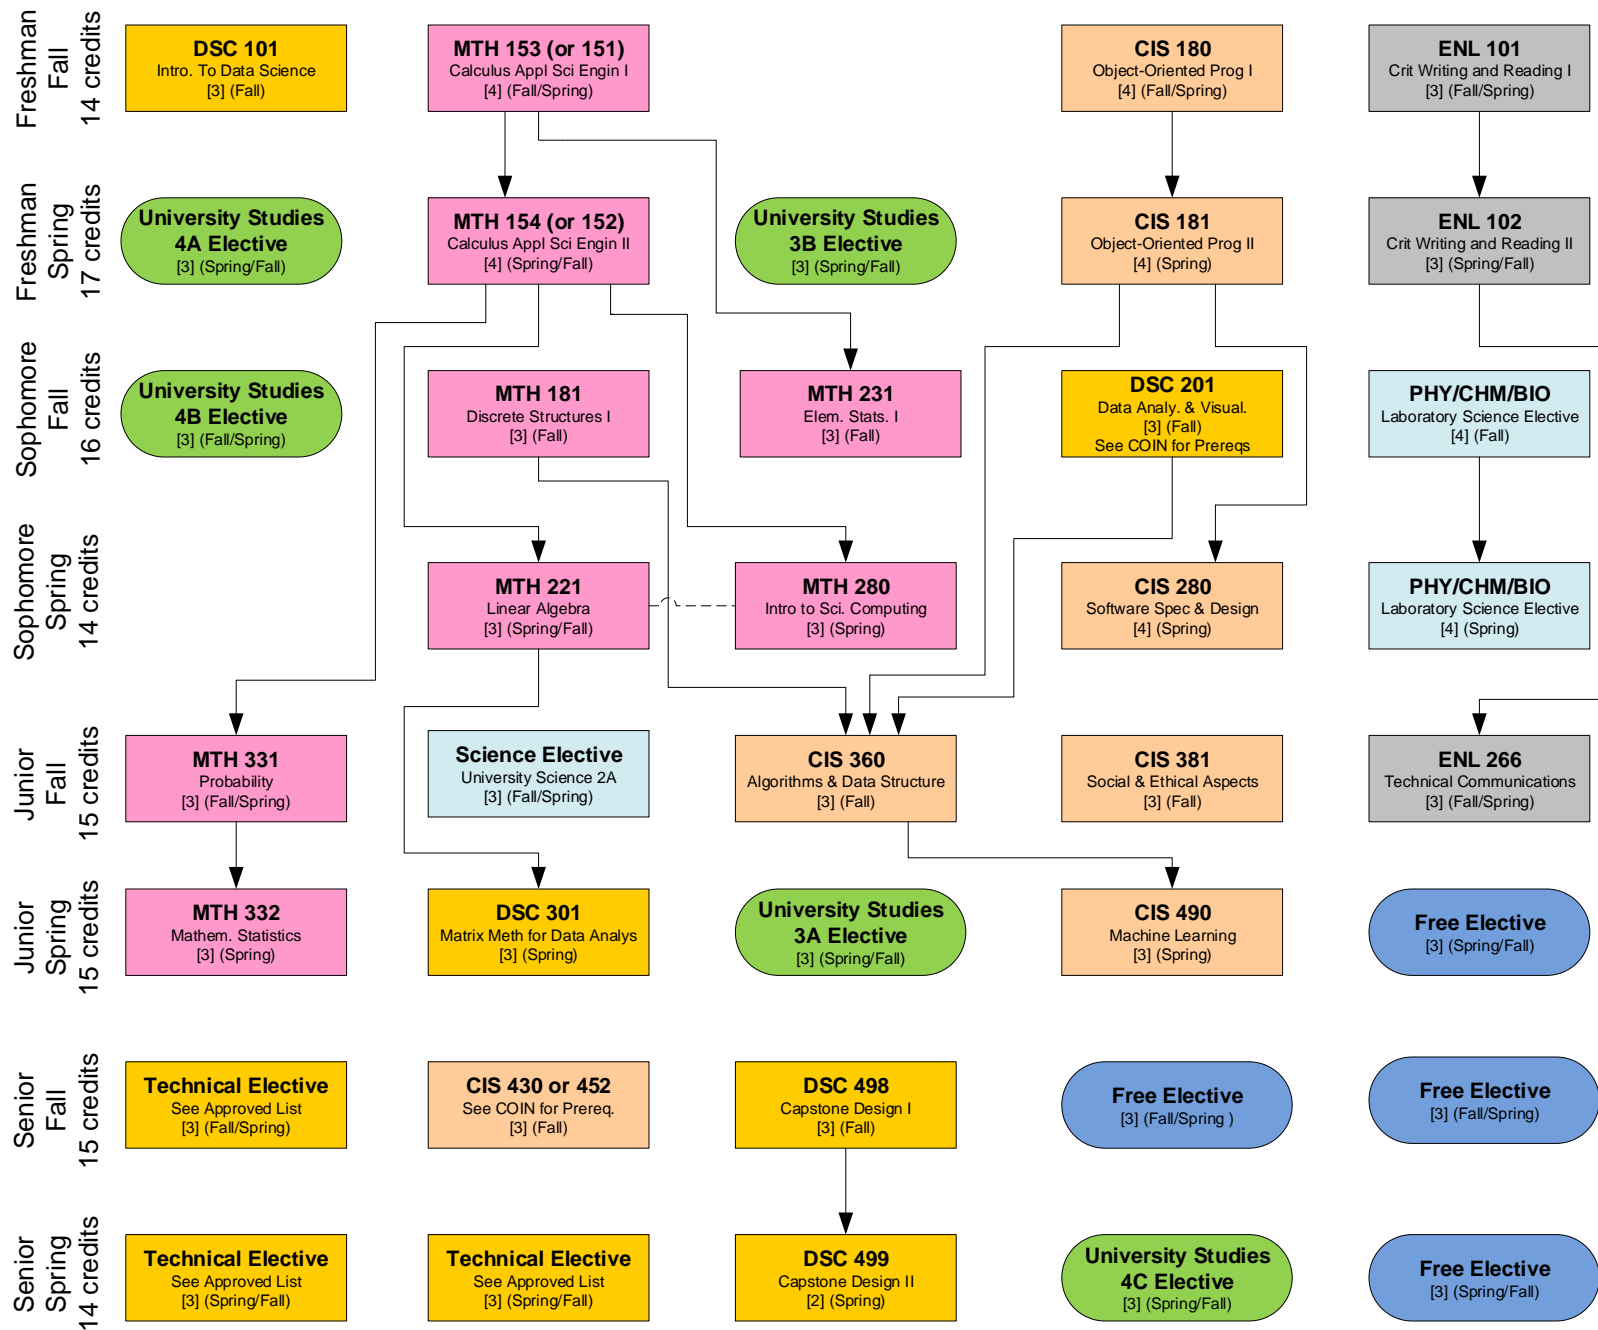 Freshman
Fall
14 credits
DSC 101
Intro. To Data Science
[3] (Fall)
MTH 153 (or 151)
Calculus Appl Sci Engin I
[4] (Fall/Spring)
CIS 180
Object-Oriented Prog I
[4] (Fall/Spring)
ENL 101
Crit Writing and Reading I
[3] (Fall/Spring)
Freshman
Spring
17 credits
University Studies
4A Elective
[3] (Spring/Fall)
MTH 154 (or 152)
Calculus Appl Sci Engin II
[4] (Spring/Fall)
University Studies
3B Elective
[3] (Spring/Fall)
CIS 181
Object-Oriented Prog II
[4] (Spring)
ENL 102
Crit Writing and Reading II
[3] (Spring/Fall)
Sophomore
Fall
16 credits
University Studies
4B Elective
[3] (Fall/Spring)
MTH 181
Discrete Structures I
[3] (Fall)
MTH 231
Elem. Stats. I
[3] (Fall)
DSC 201
Data Analy. & Visual.
[3] (Fall)
See COIN for Prereqs
PHY/CHM/BIO
Laboratory Science Elective
[4] (Fall)
Sophomore
Spring
14 credits
MTH 221
Linear Algebra
[3] (Spring/Fall)
MTH 280
Intro to Sci. Computing
[3] (Spring)
CIS 280
Software Spec & Design
[4] (Spring)
PHY/CHM/BIO
Laboratory Science Elective
[4] (Spring)
Junior
Fall
15 credits
MTH 331
Probability
[3] (Fall/Spring)
Science Elective
University Science 2A
[3] (Fall/Spring)
CIS 360
Algorithms & Data Structure
[3] (Fall)
CIS 381
Social & Ethical Aspects
[3] (Fall)
ENL 266
Technical Communications
[3] (Fall/Spring)
Junior
Spring
15 credits
MTH 332
Mathem. Statistics
[3] (Spring)
DSC 301
Matrix Meth for Data Analys
[3] (Spring)
University Studies
3A Elective
[3] (Spring/Fall)
CIS 490
Machine Learning
[3] (Spring)
Free Elective
[3] (Spring/Fall)
Senior
Fall
15 credits
Technical Elective
See Approved List
[3] (Fall/Spring)
CIS 430 or 452
See COIN for Prereq.
[3] (Fall)
DSC 498
Capstone Design I
[3] (Fall)
Free Elective
[3] (Fall/Spring )
Free Elective
[3] (Fall/Spring)
Senior
Spring
14 credits
Technical Elective
See Approved List
[3] (Spring/Fall)
Technical Elective
See Approved List
[3] (Spring/Fall)
DSC 499
Capstone Design II
[2] (Spring)
University Studies
4C Elective
[3] (Spring/Fall)
Free Elective
[3] (Spring/Fall)